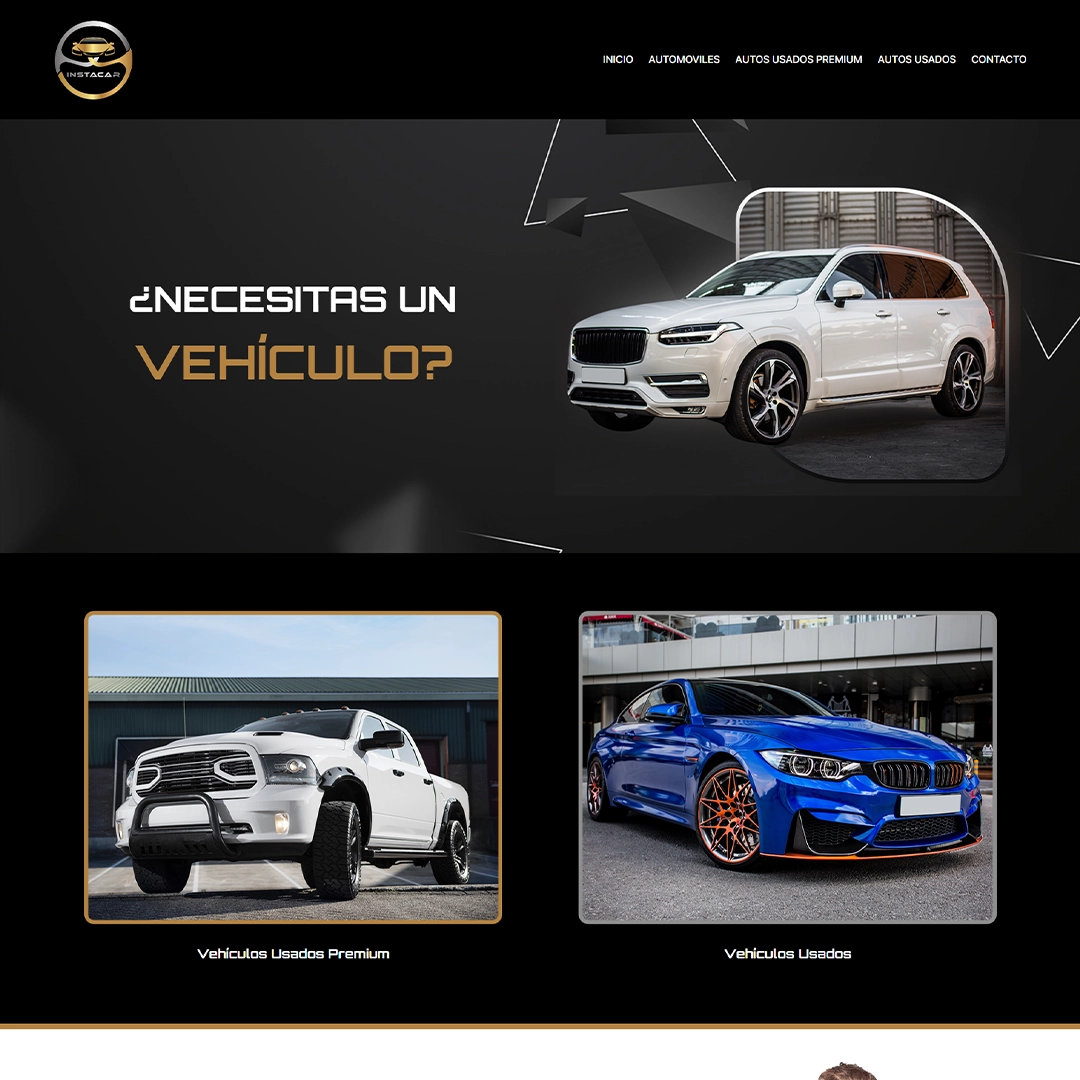 INSTACAR
INICIO AUTOMOVILES AUTOS USADOS PREMIUM AUTOS USADOS CONTACTO
¿NECESITAS UN
VEHÍCULO?
Vehículos Usados Premium
Vehículos Usados